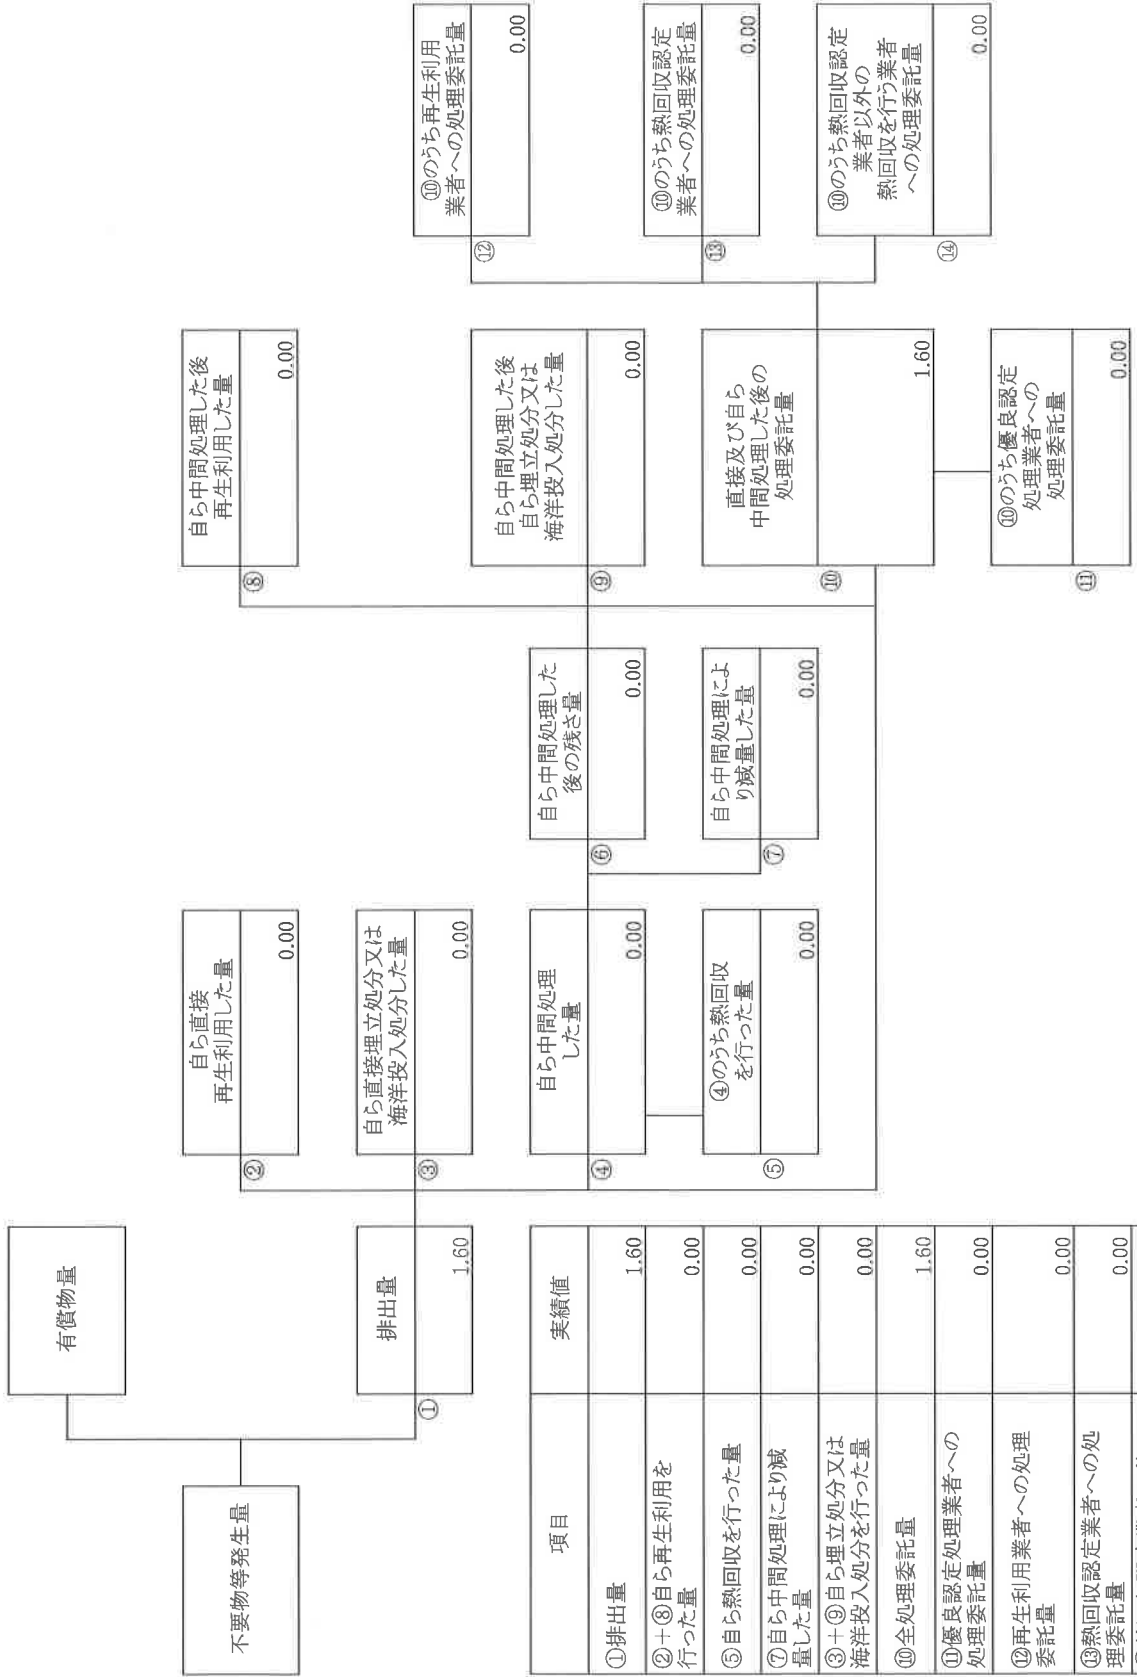 不要物等発生量
有償物量
①
排出量
1.60
②
自ら直接
再生利用した量
0.00
③
自ら直接埋立処分又は
海洋投入処分した量
0.00
④
自ら中間処理
した量
0.00
⑤
④のうち熱回収
を行った量
0.00
⑥
自ら中間処理した
後の残さ量
0.00
⑦
自ら中間処理によ
り減量した量
0.00
⑧
自ら中間処理した後
再生利用した量
0.00
⑨
自ら中間処理した後
自ら埋立処分又は
海洋投入処分した量
0.00
⑩
直接及び自ら
中間処理した後の
処理委託量
1.60
⑪
⑩のうち優良認定
処理業者への
処理委託量
0.00
⑫
⑩のうち再生利用
業者への処理委託量
0.00
⑬
⑩のうち熱回収認定
業者への処理委託量
0.00
⑭
⑩のうち熱回収認定
業者以外の
熱回収を行う業者
への処理委託量
0.00
項目
実績値
①排出量
1.60
②+⑧自ら再生利用を
行った量
0.00
⑤自ら熱回収を行った量
0.00
⑦自ら中間処理により減
量した量
0.00
③+⑨自ら埋立処分又は
海洋投入処分を行った量
0.00
⑩全処理委託量
1.60
⑪優良認定処理業者への
処理委託量
0.00
⑫再生利用業者への処理
委託量
0.00
⑬熱回収認定業者への処
理委託量
0.00